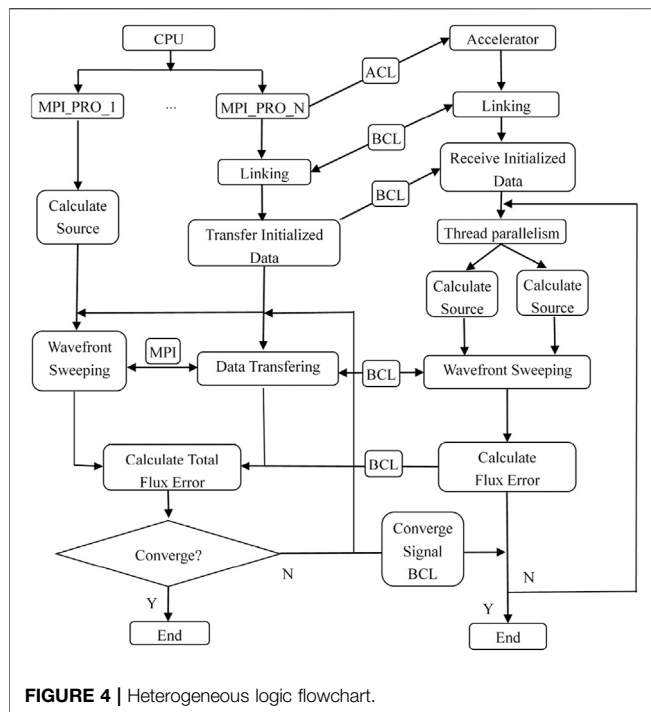 CPU
Accelerator
ACL
MPI_PRO_1
...
MPI_PRO_N
BCL
Linking
Linking
BCL
Receive Initialized
Data
Calculate
Source
Transfer Initialized
Data
Thread parallelism
Calculate
Source
Calculate
Source
Wavefront
Sweeping
MPI
Data Transfering
BCL
Wavefront Sweeping
Calculate Total
Flux Error
BCL
Calculate
Flux Error
Converge?
N
Converge
Signal
BCL
N
Y
Y
End
End
FIGURE 4 | Heterogeneous logic flowchart.